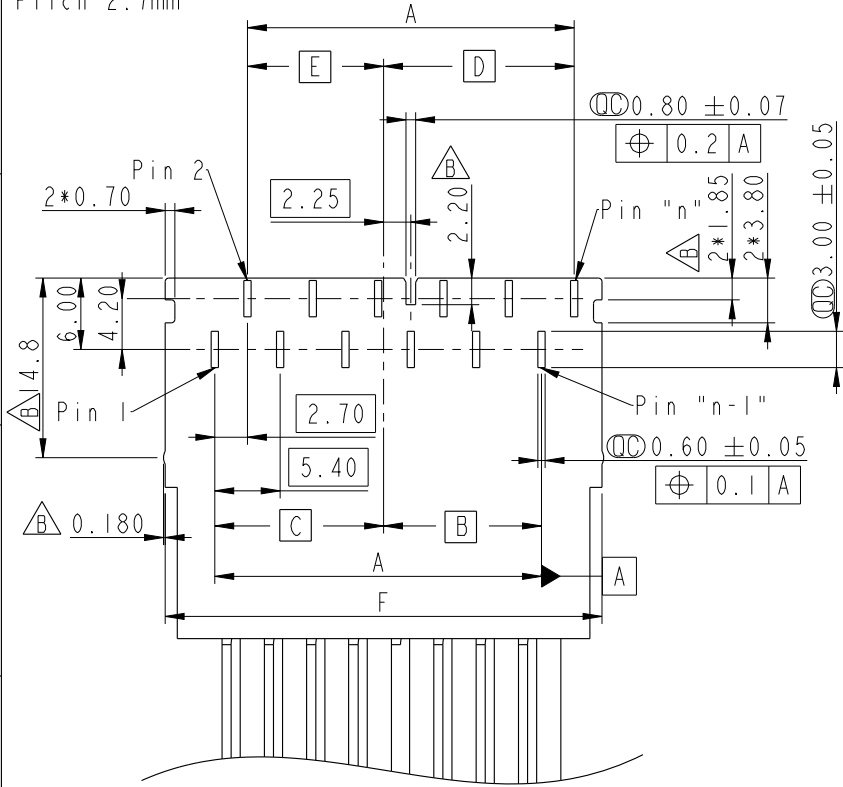 Pitch 2.7mm
A
E
D
QC 0.80 ±0.07
0.2 A
Pin 2
B
2*0.70
2.25
2.20
Pin "n"
B
2*1.85
2*3.80
QC 3.00 ±0.05
6.00
4.20
B 14.8
Pin 1
2.70
Pin "n-1"
5.40
QC 0.60 ±0.05
0.1 A
B 0.180
C
B
A
A
F